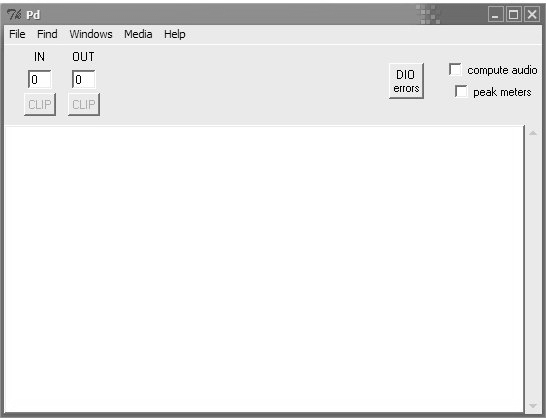 Pd
File Find Windows Media Help
IN OUT
0 0
CLIP CLIP
DIO
errors
compute audio
peak meters